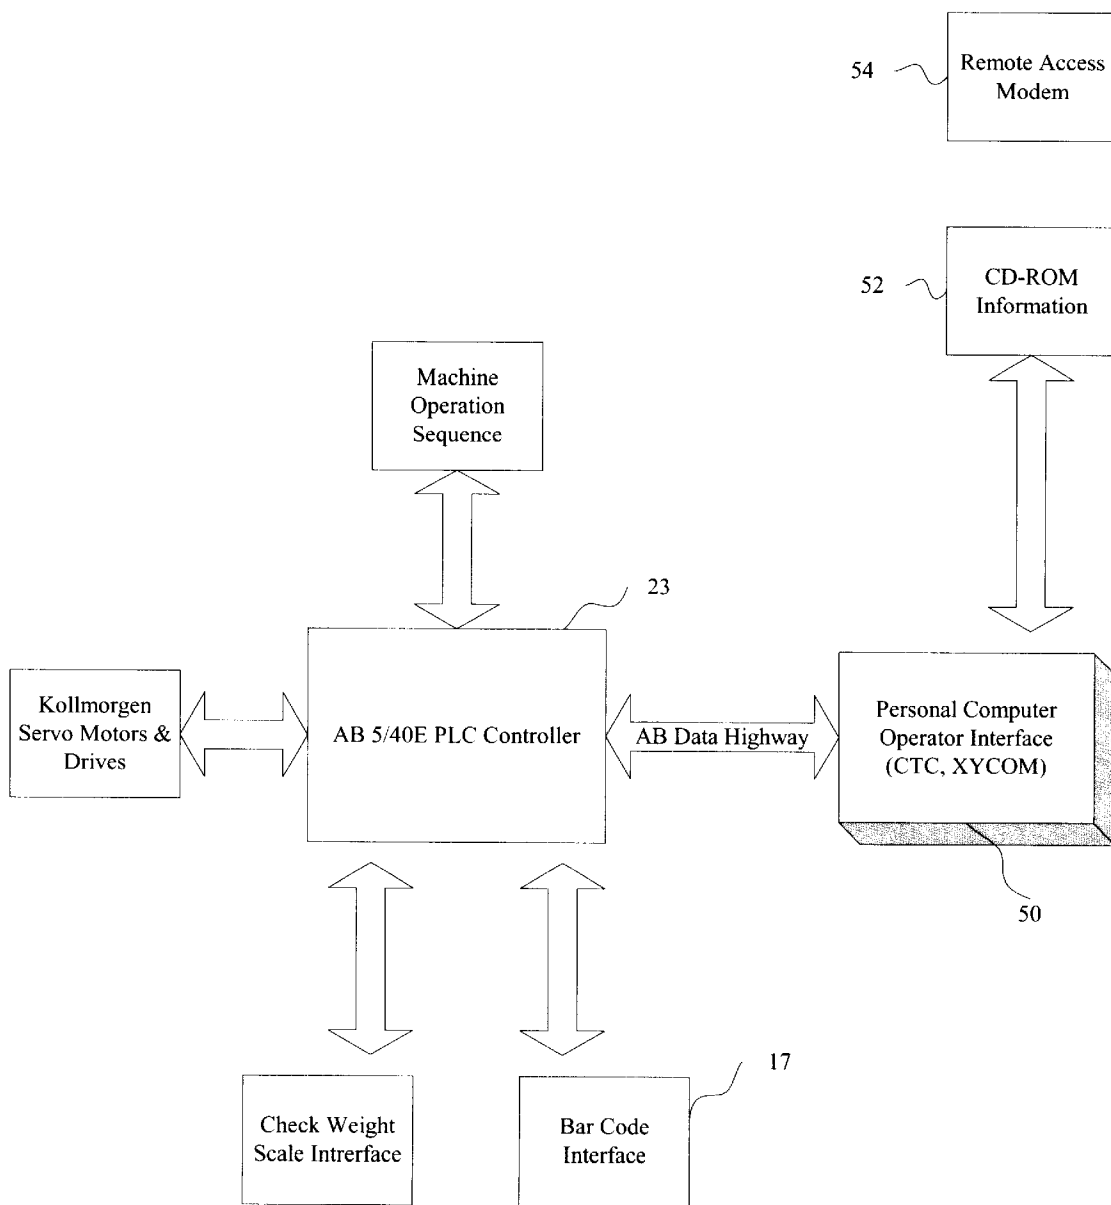 54
Remote Access
Modem
52
CD-ROM
Information
Machine
Operation
Sequence
23
Kollmorgen
Servo Motors &
Drives
AB 5/40E PLC Controller
AB Data Highway
Personal Computer
Operator Interface
(CTC, XYCOM)
50
17
Check Weight
Scale Intrerface
Bar Code
Interface